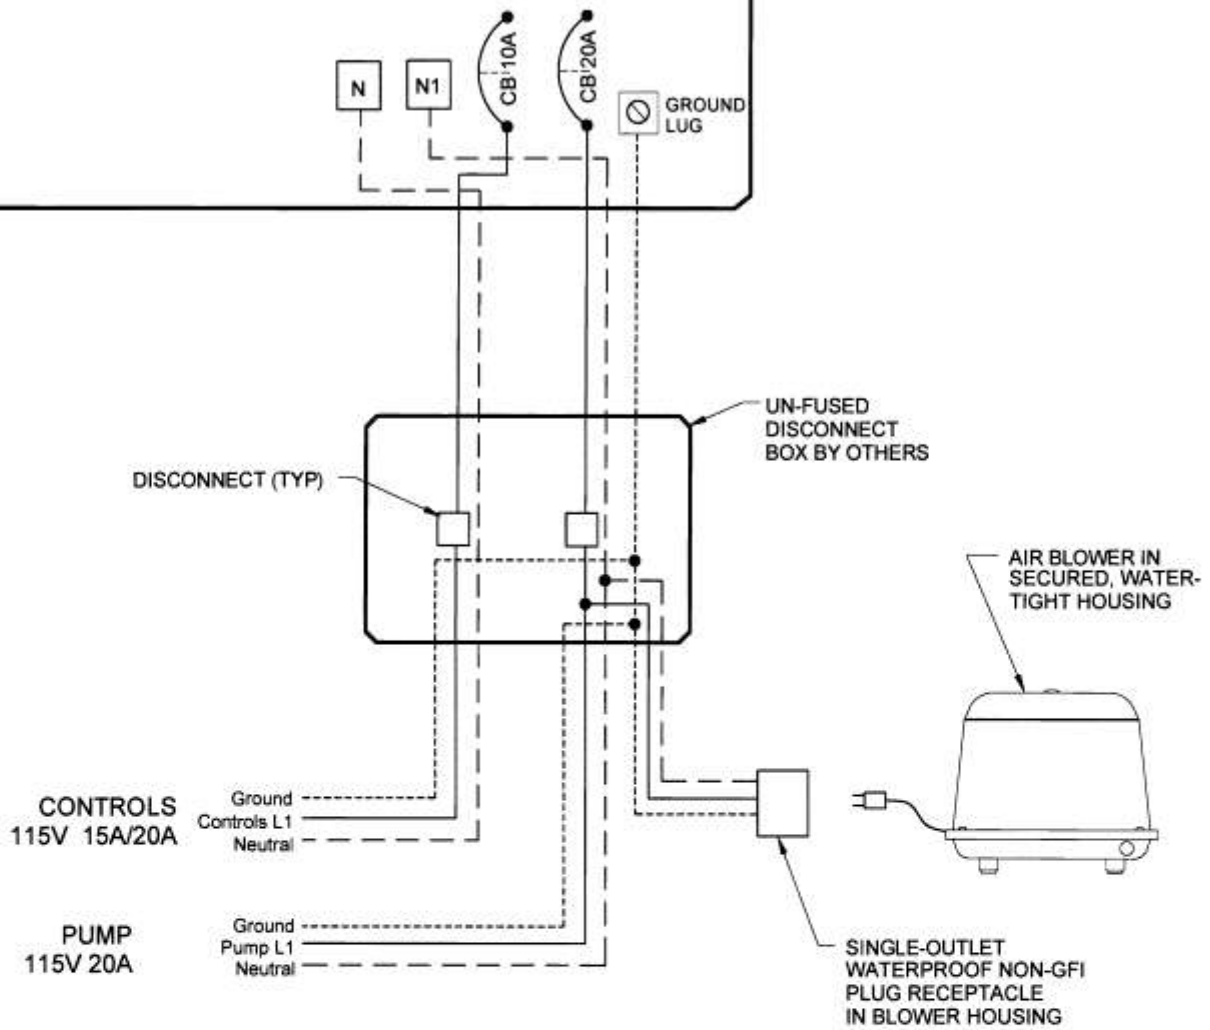 CB 10A
CB 20A
N
N1
GROUND
LUG
UN-FUSED
DISCONNECT
BOX BY OTHERS
DISCONNECT (TYP)
AIR BLOWER IN
SECURED, WATER-
TIGHT HOUSING
CONTROLS
115V 15A/20A
Ground
Controls L1
Neutral
PUMP
115V 20A
Ground
Pump L1
Neutral
SINGLE-OUTLET
WATERPROOF NON-GFI
PLUG RECEPTACLE
IN BLOWER HOUSING